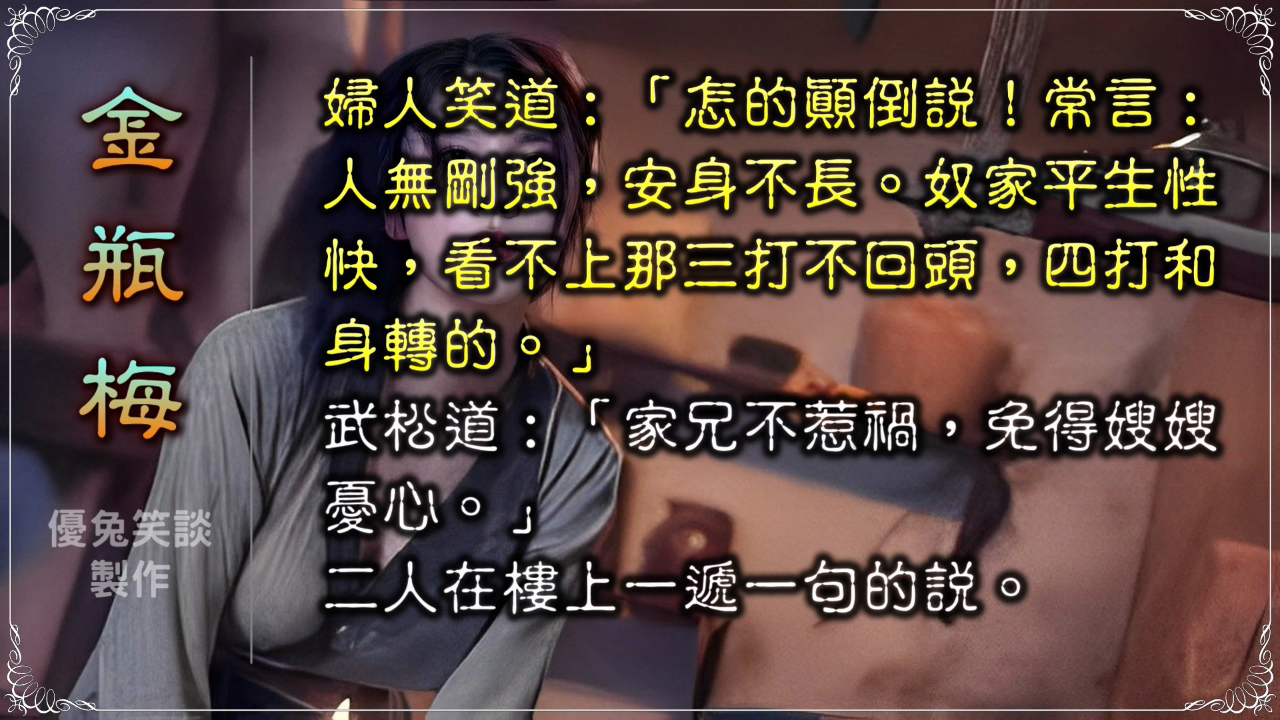 金瓶梅
優兔笑談
製作
婦人笑道：「怎的顚倒説！常言：
人無剛強，安身不長。奴家平生性
快，看不上那三打不回頭，四打和
身轉的。」
武松道：「家兄不惹禍，免得嫂嫂
憂心。」
二人在樓上一遞一句的説。